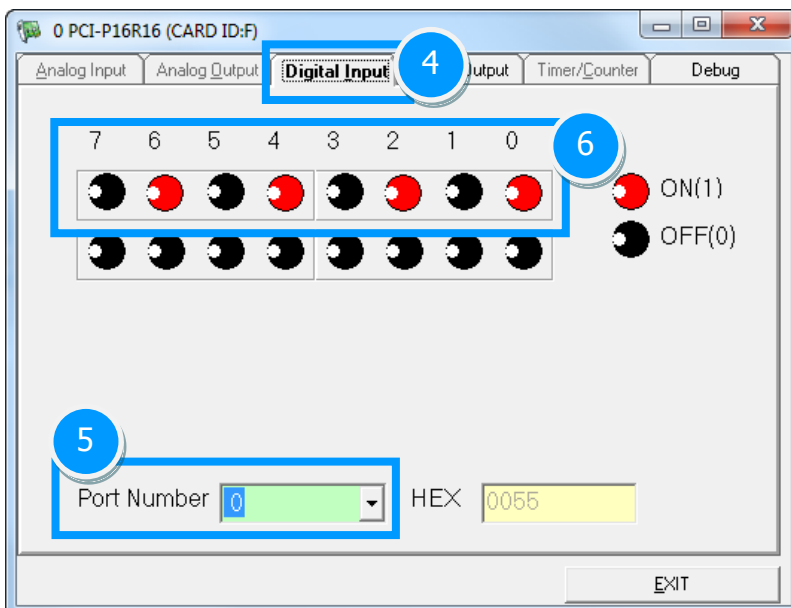 0 PCI-P16R16 (CARD ID:F)
Analog Input Analog Output Digital Input 4 utput Timer/Counter Debug
7 6 5 4 3 2 1 0 6
ON(1)
OFF(0)
5
Port Number 0 HEX 0055
EXIT